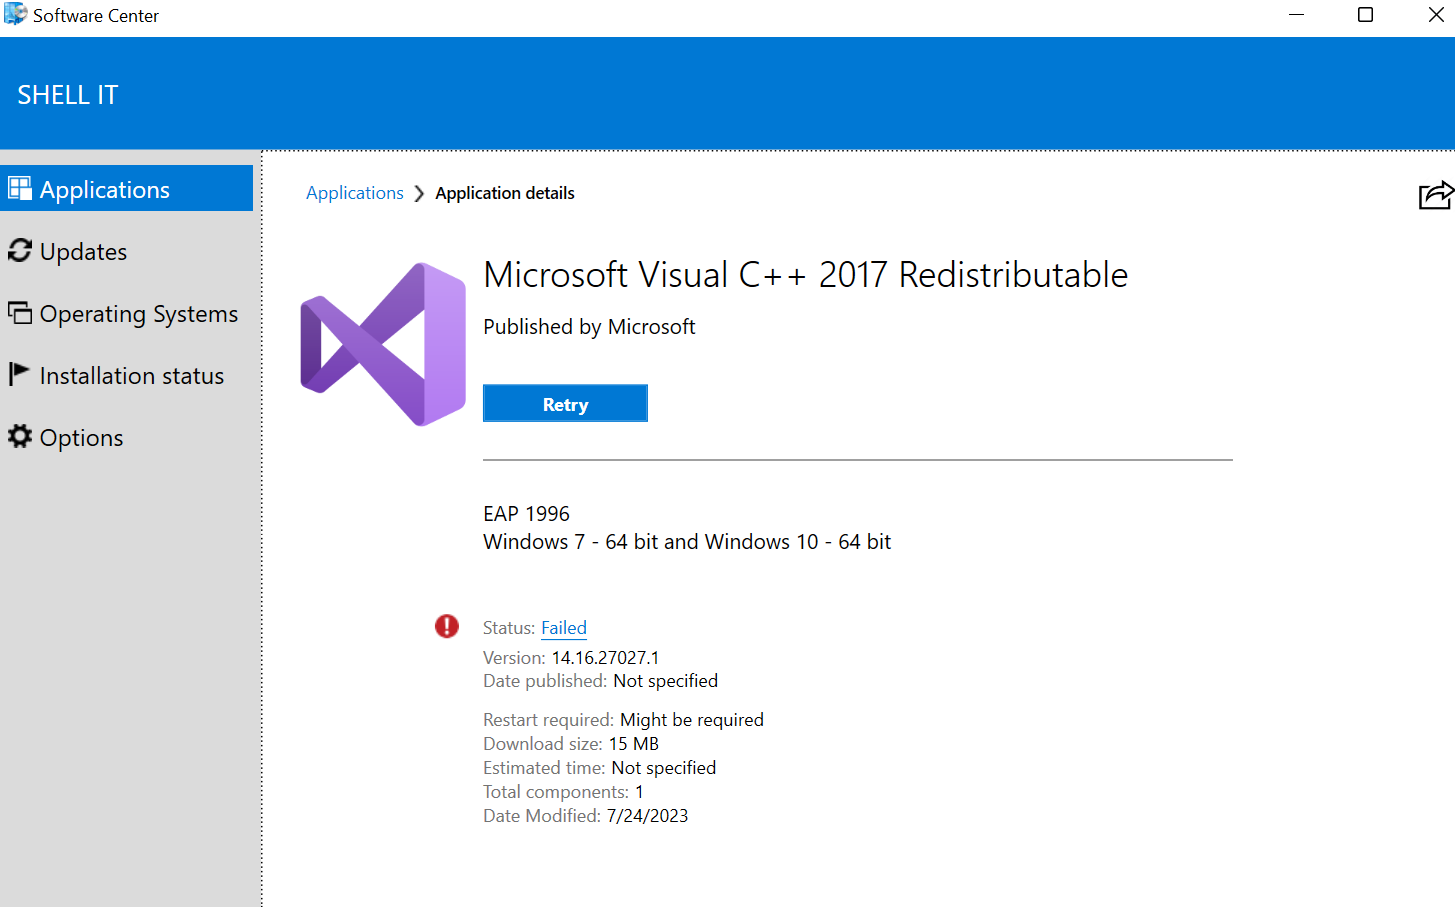 Software Center
SHELL IT
Applications
Updates
Operating Systems
Installation status
Options
Applications Application details
Microsoft Visual C++ 2017 Redistributable
Published by Microsoft
Retry
EAP 1996
Windows 7 - 64 bit and Windows 10 - 64 bit
Status: Failed
Version: 14.16.27027.1
Date published: Not specified
Restart required: Might be required
Download size: 15 MB
Estimated time: Not specified
Total components: 1
Date Modified: 7/24/2023